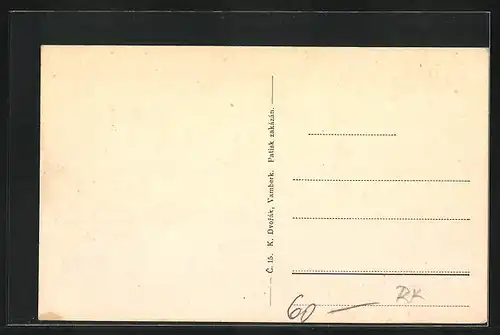 Č. 15. K. Dvořák, Vamberk. Patisk zakázán.
60 — RK